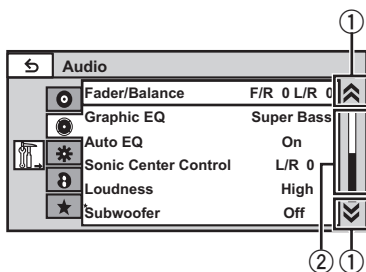 ①
Audio
Fader/Balance F/R 0 L/R 0
Graphic EQ Super Bass
Auto EQ On
Sonic Center Control L/R 0
Loudness High
Subwoofer Off
② ①